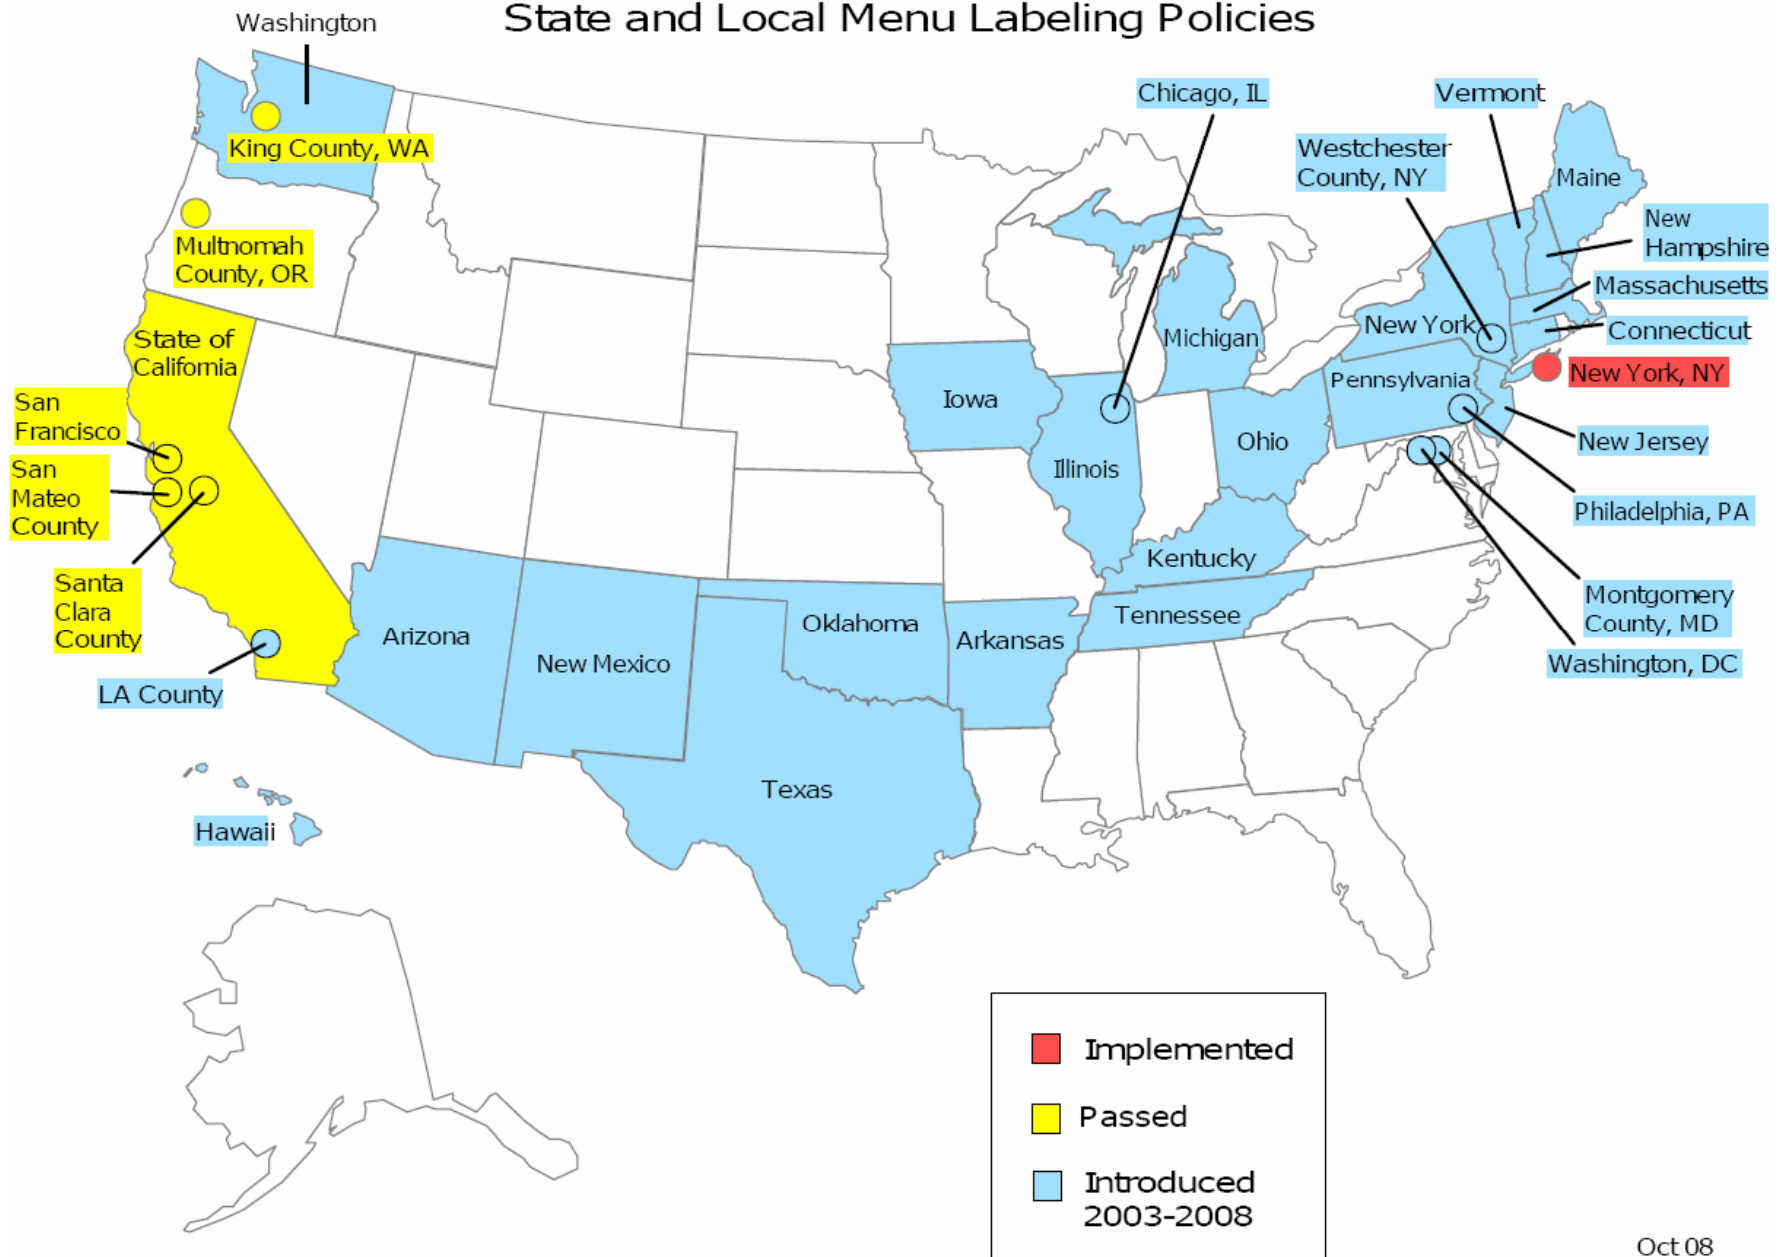 State and Local Menu Labeling Policies
Washington
Chicago, IL
Vermont
King County, WA
Westchester
County, NY
Maine
Multnomah
County, OR
New
Hampshire
Massachusetts
State of
California
New York
Connecticut
Michigan
New York, NY
Pennsylvania
San
Francisco
Iowa
Ohio
New Jersey
San
Mateo
County
Illinois
Philadelphia, PA
Kentucky
Santa
Clara
County
Montgomery
County, MD
Tennessee
Oklahoma
Arizona
Arkansas
New Mexico
Washington, DC
LA County
Texas
Hawaii
Implemented
Passed
Introduced
2003-2008
Oct 08